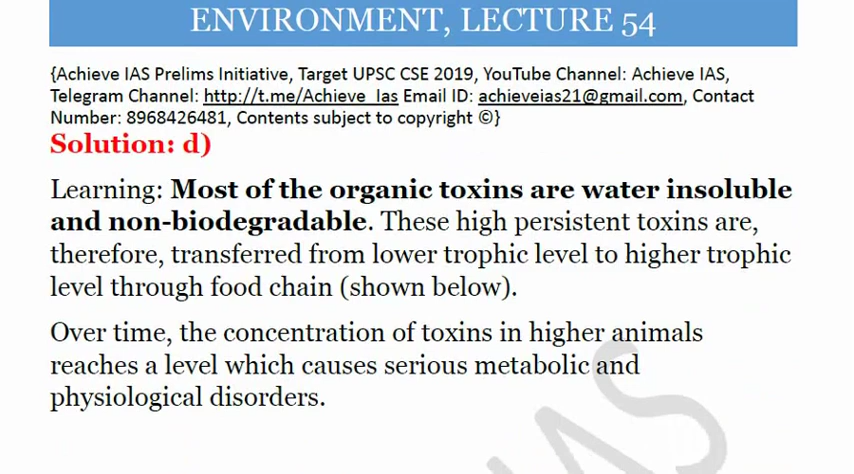 ENVIRONMENT, LECTURE 54
{Achieve IAS Prelims Initiative, Target UPSC CSE 2019, YouTube Channel: Achieve IAS,
Telegram Channel: http://t.me/Achieve_Ias Email ID: achieveias21@gmail.com, Contact
Number: 8968426481, Contents subject to copyright ©}
Solution: d)
Learning: Most of the organic toxins are water insoluble
and non-biodegradable. These high persistent toxins are,
therefore, transferred from lower trophic level to higher trophic
level through food chain (shown below).
Over time, the concentration of toxins in higher animals
reaches a level which causes serious metabolic and
physiological disorders.
IAS